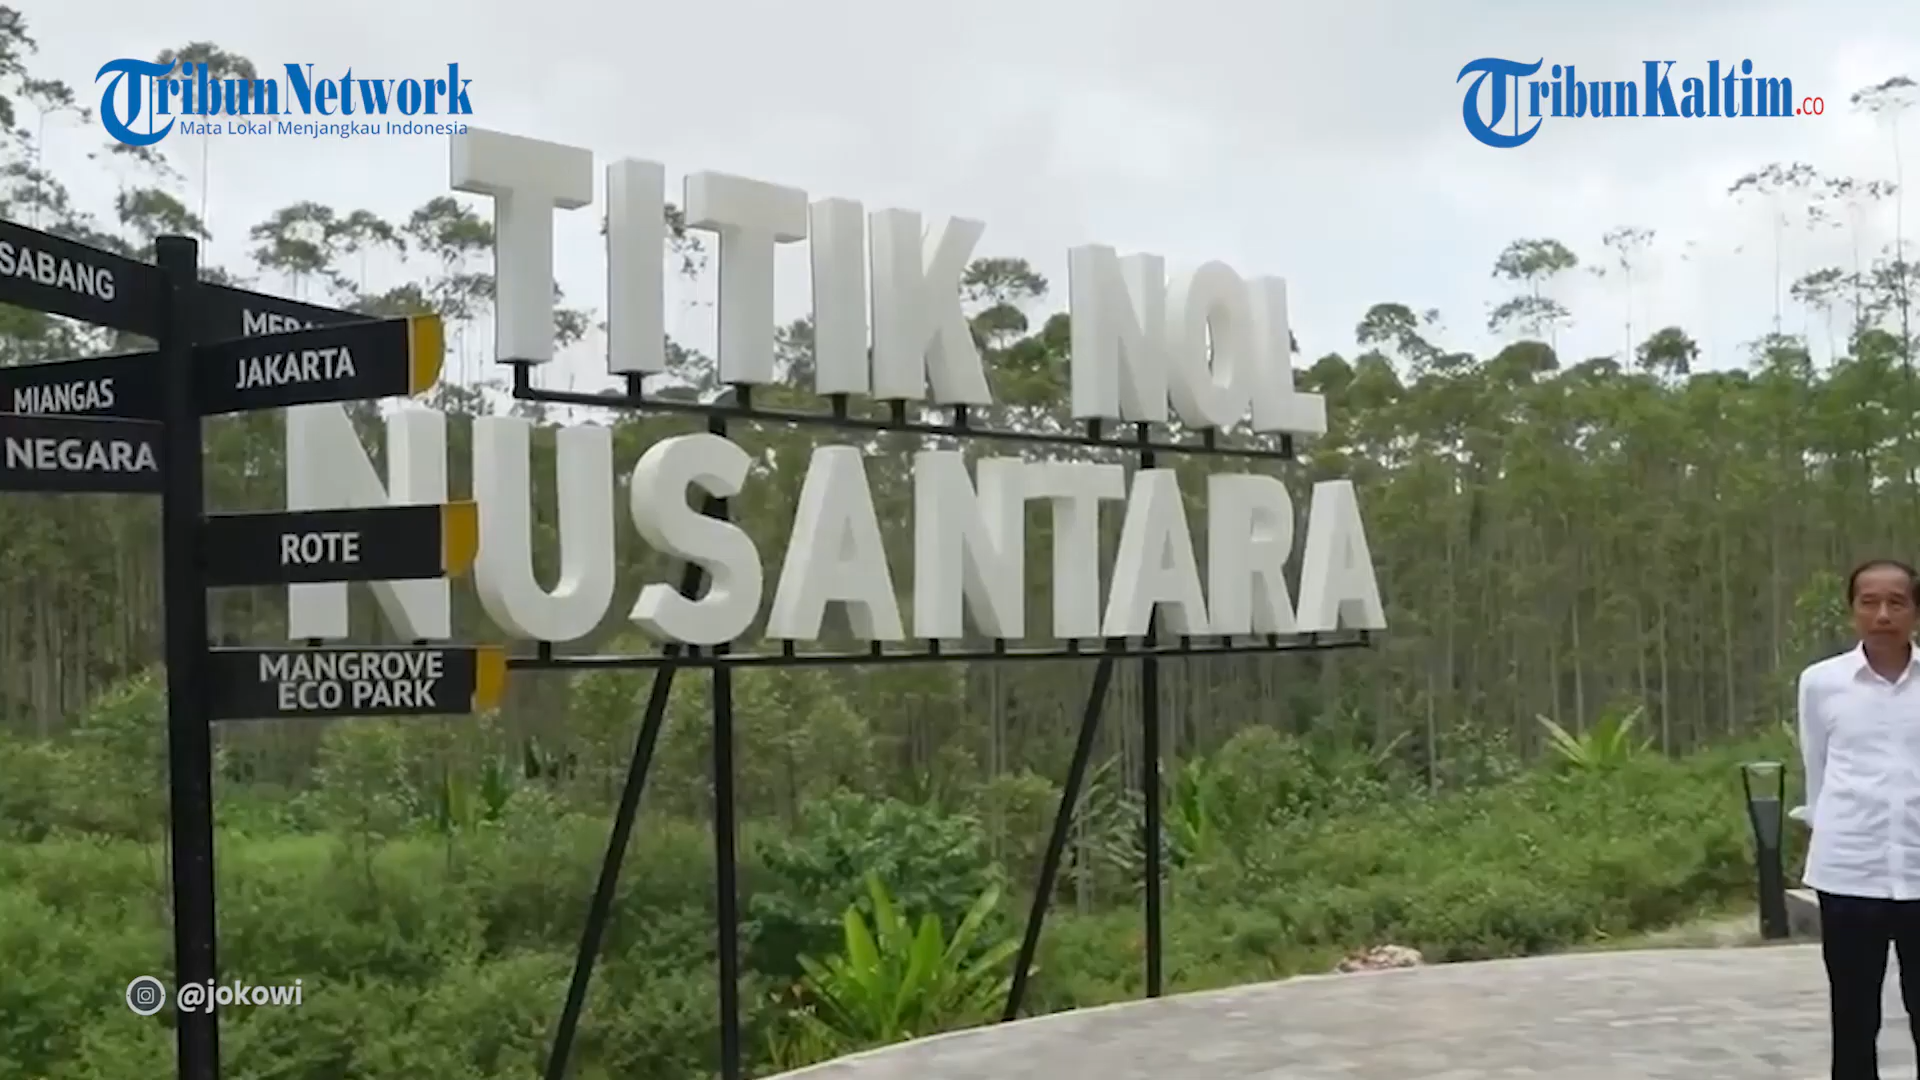 TribunNetwork
Mata Lokal Menjangkau Indonesia
TribunKaltim.co
TITIK NOL
NUSANTARA
SABANG
JAKARTA
MIANGAS
NEGARA
ROTE
MANGROVE
ECO PARK
@jokowi